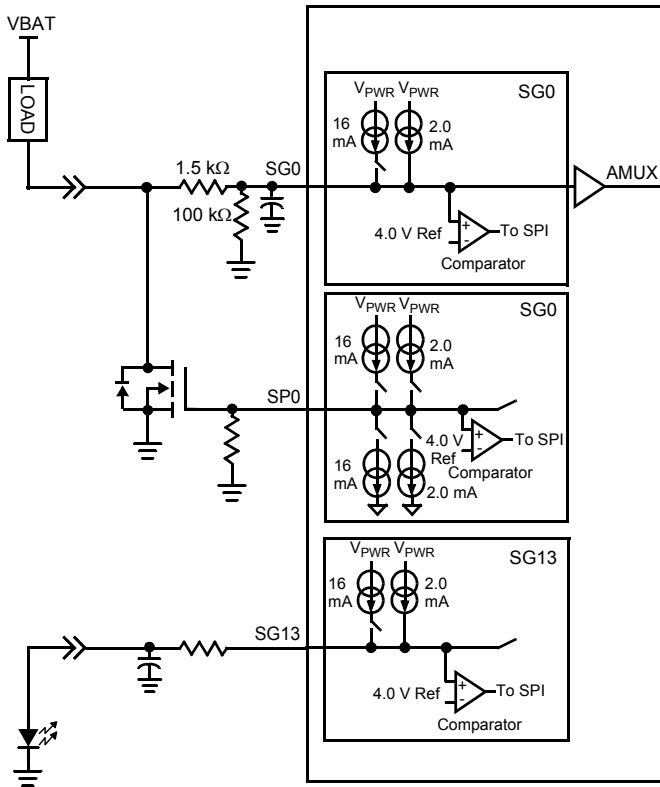 VBAT
LOAD
1.5 kΩ
100 kΩ
SG0
SG0
VPWR VPWR
16 mA
2.0 mA
4.0 V Ref
+
-
To SPI
Comparator
AMUX
SG0
VPWR VPWR
16 mA
2.0 mA
SP0
4.0 V Ref
+
-
To SPI
Comparator
16 mA
2.0 mA
SG13
VPWR VPWR
16 mA
2.0 mA
SG13
4.0 V Ref
+
-
To SPI
Comparator